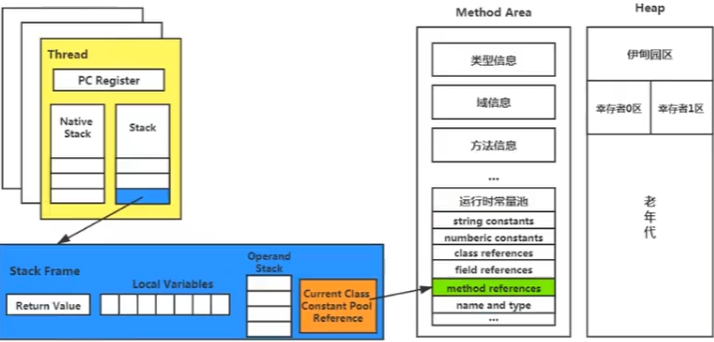 Thread
PC Register
Native
Stack
Stack
Stack Frame
Return Value
Local Variables
Operand
Stack
Current Class
Constant Pool
Reference
Method Area
类型信息
域信息
方法信息
...
运行时常量池
string constants
numberic constants
class references
field references
method references
name and type
...
Heap
伊甸园区
幸存者0区
幸存者1区
老
年
代